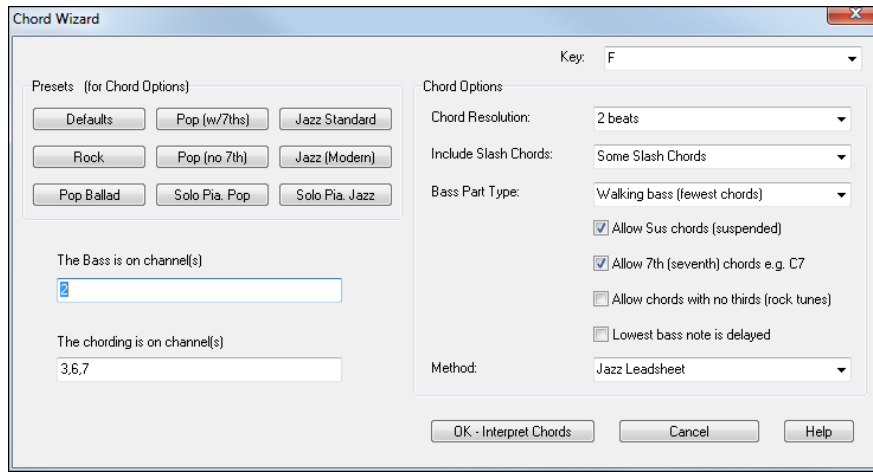 Chord Wizard
Key: F
Presets (for Chord Options)
Defaults Pop (w/7ths) Jazz Standard
Rock Pop (no 7th) Jazz (Modern)
Pop Ballad Solo Pia. Pop Solo Pia. Jazz
The Bass is on channel(s)
2
The chording is on channel(s)
3,6,7
Chord Options
Chord Resolution: 2 beats
Include Slash Chords: Some Slash Chords
Bass Part Type: Walking bass (fewest chords)
Allow Sus chords (suspended)
Allow 7th (seventh) chords e.g. C7
Allow chords with no thirds (rock tunes)
Lowest bass note is delayed
Method: Jazz Leadsheet
OK - Interpret Chords Cancel Help